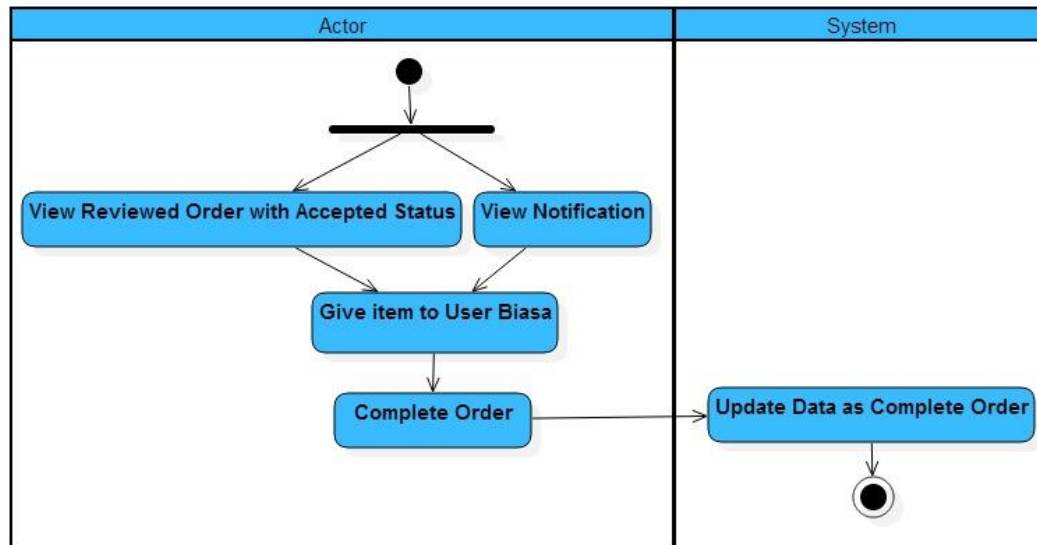 Actor
System
View Reviewed Order with Accepted Status
View Notification
Give item to User Biasa
Complete Order
Update Data as Complete Order